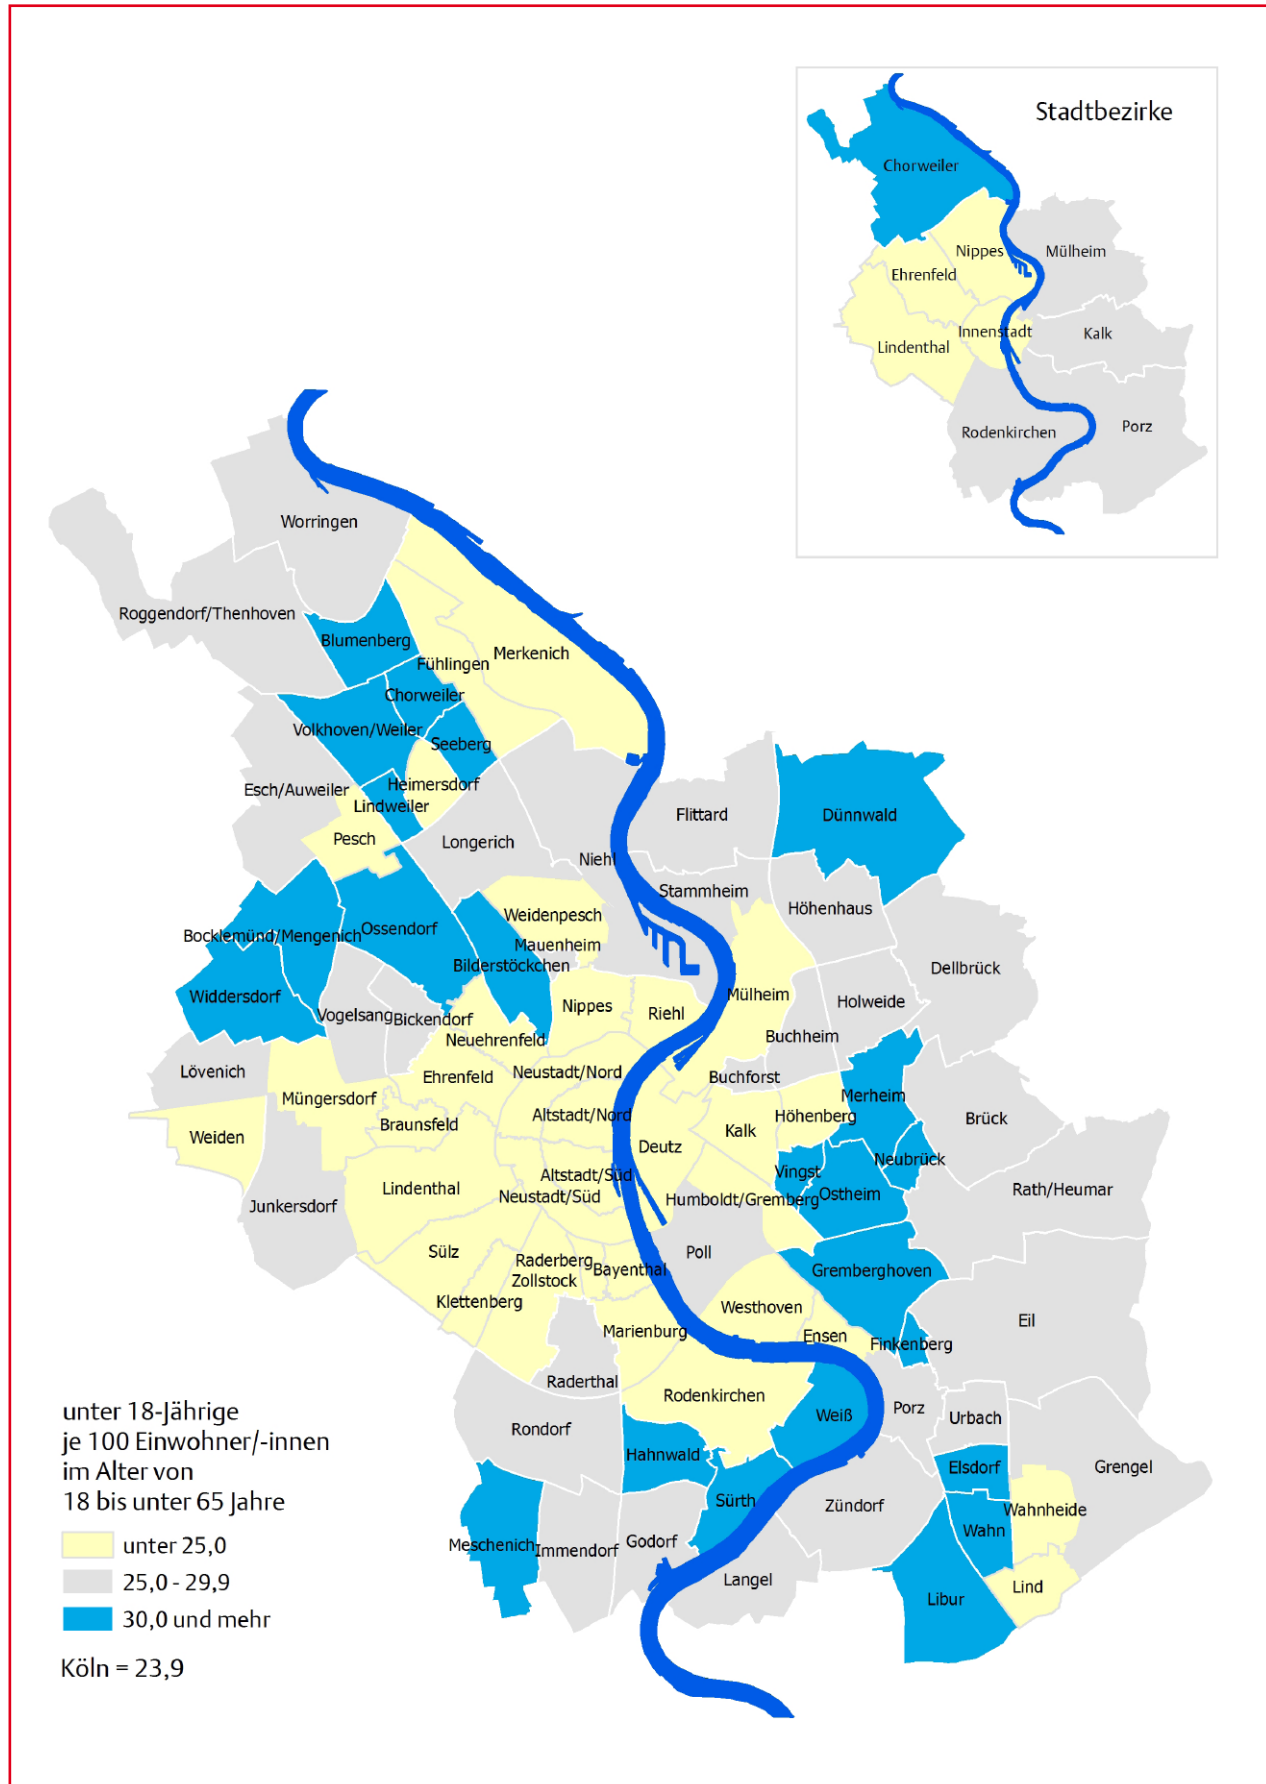 Stadtbezirke
Chorweiler
Nippes
Mülheim
Ehrenfeld
Innenstadt
Kalk
Lindenthal
Rodenkirchen
Porz
Worringen
Roggendorf/Thenhoven
Blumenberg
Merkenich
Fühlingen
Chorweiler
Volkhoven/Weiler
Seeberg
Heimersdorf
Esch/Auweiler
Lindweiler
Pesch
Longerich
Flittard
Dünnwald
Niehl
Stammheim
Höhenhaus
Weidenpesch
Ossendorf
Bocklemünd/Mengenich
Mauenheim
Bilderstöckchen
Dellbrück
Widdersdorf
Mülheim
Holweide
Nippes
Riehl
Vogelsang
Bickendorf
Buchheim
Neuehrenfeld
Lövenich
Neustadt/Nord
Ehrenfeld
Buchforst
Müngersdorf
Merheim
Altstadt/Nord
Höhenberg
Brück
Braunsfeld
Kalk
Weiden
Deutz
Neubrück
Vingst
Altstadt/Süd
Lindenthal
Rath/Heumar
Ostheim
Neustadt/Süd
Humboldt/Gremberg
Junkersdorf
Sülz
Poll
Raderberg
Bayenthal
Gremberghoven
Zollstock
Klettenberg
Westhoven
Eil
Marienburg
Ensen
Finkenberg
Raderthal
Rodenkirchen
Porz
Weiß
Urbach
Rondorf
Hahnwald
Elsdorf
Grengel
Sürth
Zündorf
Wahnheide
Wahn
Meschenich
Immendorf
Godorf
Langel
Lind
Libur
unter 18-Jährige
je 100 Einwohner/-innen
im Alter von
18 bis unter 65 Jahre
unter 25,0
25,0 - 29,9
30,0 und mehr
Köln = 23,9